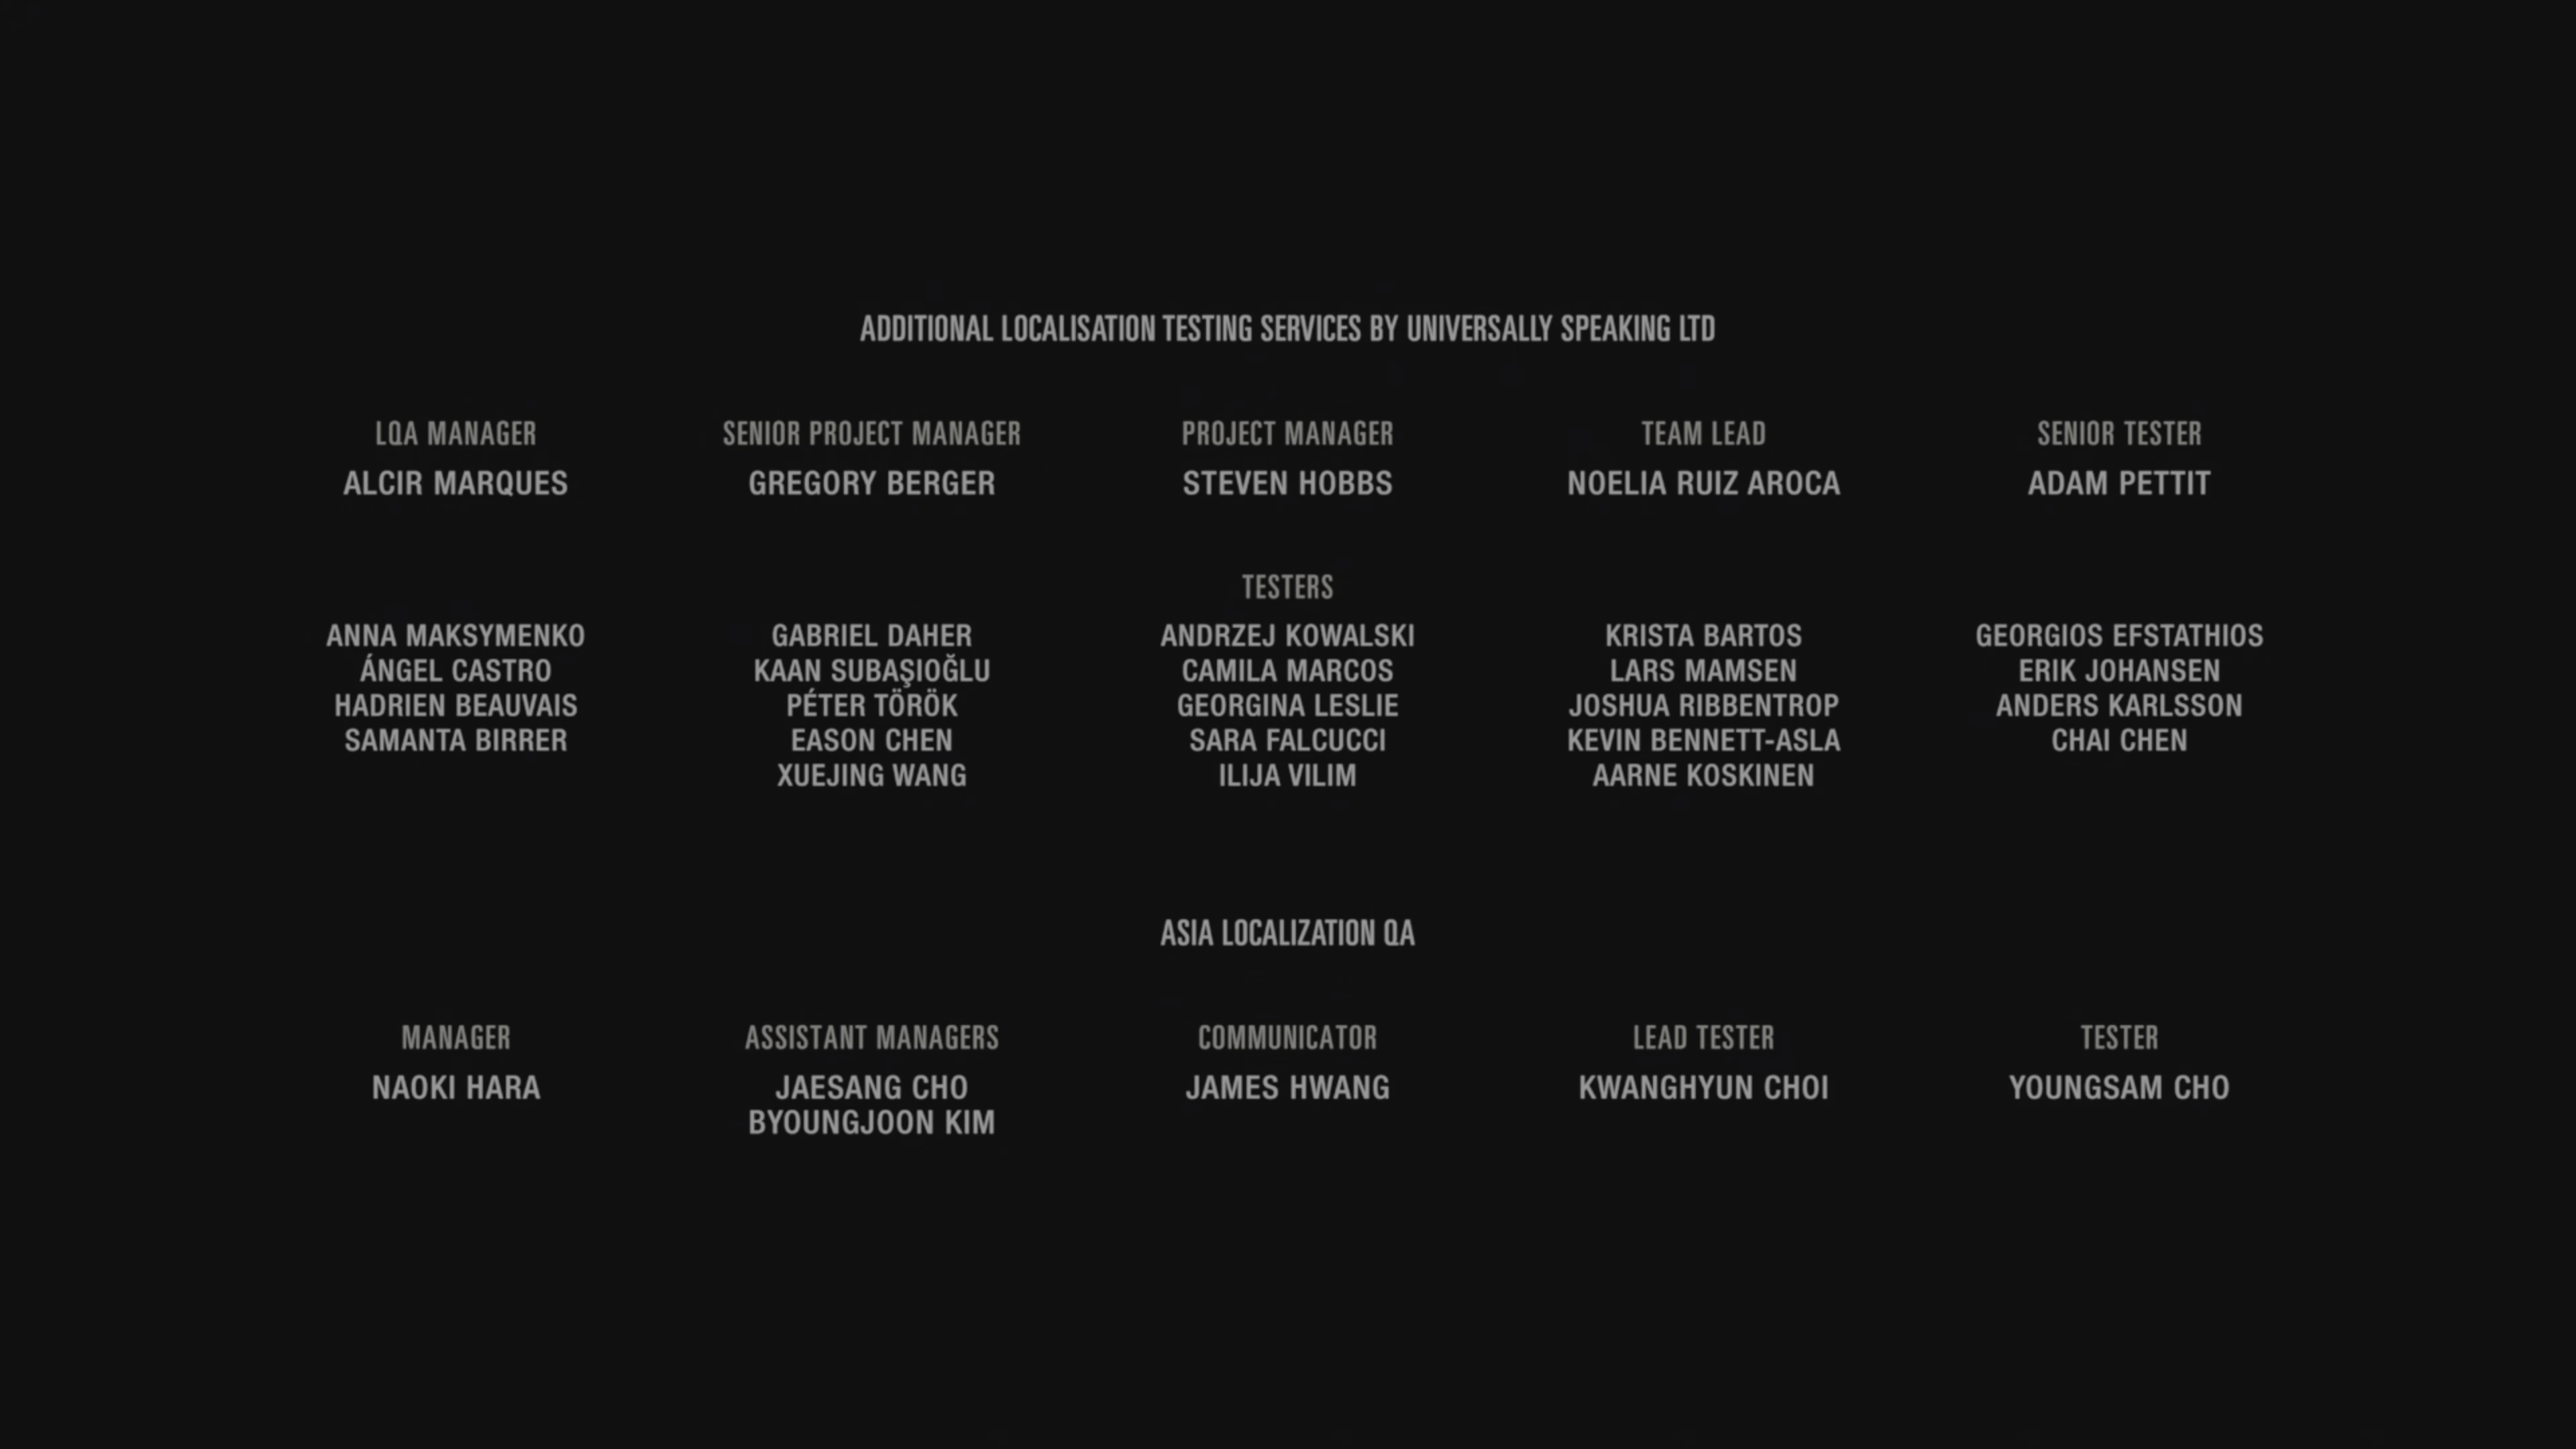 ADDITIONAL LOCALISATION TESTING SERVICES BY UNIVERSALLY SPEAKING LTD
LQA MANAGER
ALCIR MARQUES
SENIOR PROJECT MANAGER
GREGORY BERGER
PROJECT MANAGER
STEVEN HOBBS
TEAM LEAD
NOELIA RUIZ AROCA
SENIOR TESTER
ADAM PETTIT
TESTERS
ANNA MAKSYMENKO
ÁNGEL CASTRO
HADRIEN BEAUVAIS
SAMANTA BIRRER
GABRIEL DAHER
KAAN SUBAŞIOĞLU
PÉTER TÖRÖK
EASON CHEN
XUEJING WANG
ANDRZEJ KOWALSKI
CAMILA MARCOS
GEORGINA LESLIE
SARA FALCUCCI
ILIJA VILIM
KRISTA BARTOS
LARS MAMSEN
JOSHUA RIBBENTROP
KEVIN BENNETT-ASLA
AARNE KOSKINEN
GEORGIOS EFSTATHIOS
ERIK JOHANSEN
ANDERS KARLSSON
CHAI CHEN
ASIA LOCALIZATION QA
MANAGER
NAOKI HARA
ASSISTANT MANAGERS
JAESANG CHO
BYOUNGJOON KIM
COMMUNICATOR
JAMES HWANG
LEAD TESTER
KWANGHYUN CHOI
TESTER
YOUNGSAM CHO